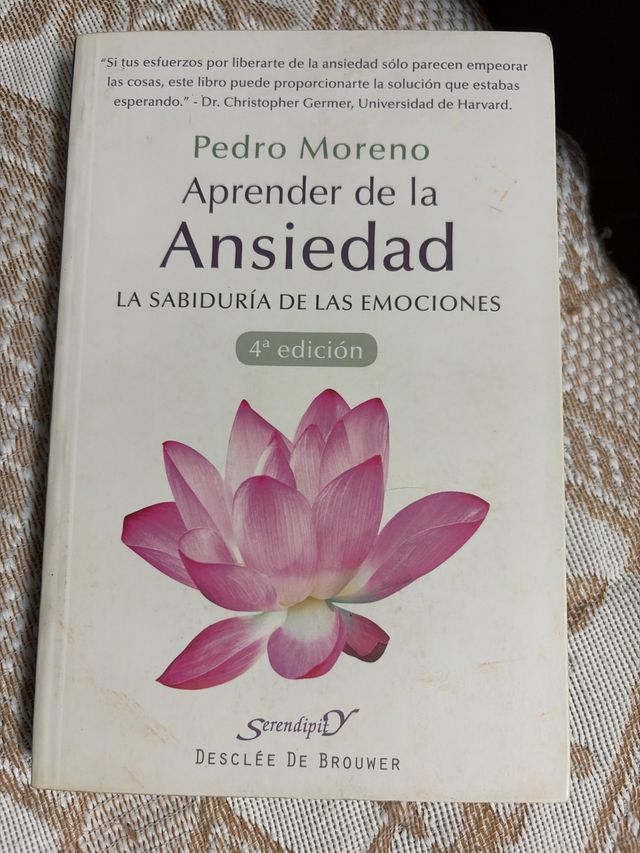 “Si tus esfuerzos por liberarte de la ansiedad sólo parecen empeorar
las cosas, este libro puede proporcionarte la solución que estabas
esperando.” - Dr. Christopher Germer, Universidad de Harvard.
Pedro Moreno
Aprender de la
Ansiedad
LA SABIDURÍA DE LAS EMOCIONES
4ª edición
Serendipity
DESCLÉE DE BROUWER